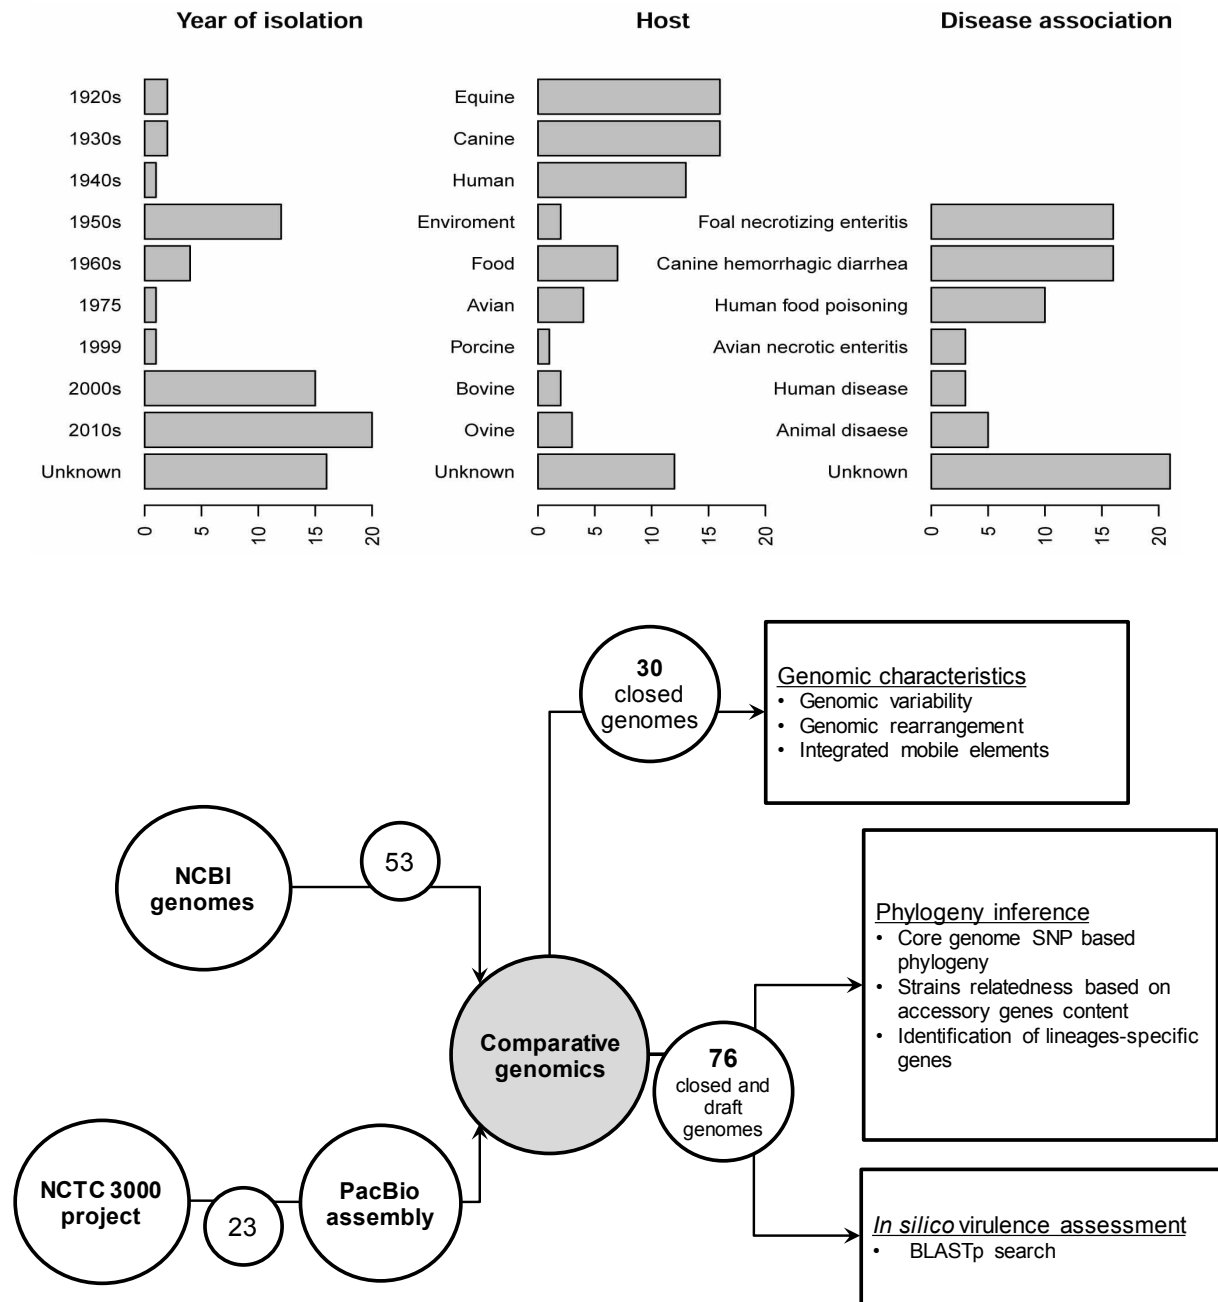 Year of isolation
1920s
1930s
1940s
1950s
1960s
1975
1999
2000s
2010s
Unknown
0
5
10
15
20
Host
Equine
Canine
Human
Enviroment
Food
Avian
Porcine
Bovine
Ovine
Unknown
0
5
10
15
20
Disease association
Foal necrotizing enteritis
Canine hemorrhagic diarrhea
Human food poisoning
Avian necrotic enteritis
Human disease
Animal disaese
Unknown
0
5
10
15
20
30
closed
genomes
Genomic characteristics
• Genomic variability
• Genomic rearrangement
• Integrated mobile elements
NCBI
genomes
53
Comparative
genomics
76
closed and
draft
genomes
Phylogeny inference
• Core genome SNP based
phylogeny
• Strains relatedness based on
accessory genes content
• Identification of lineages-specific
genes
NCTC 3000
project
23
PacBio
assembly
In silico virulence assessment
• BLASTp search